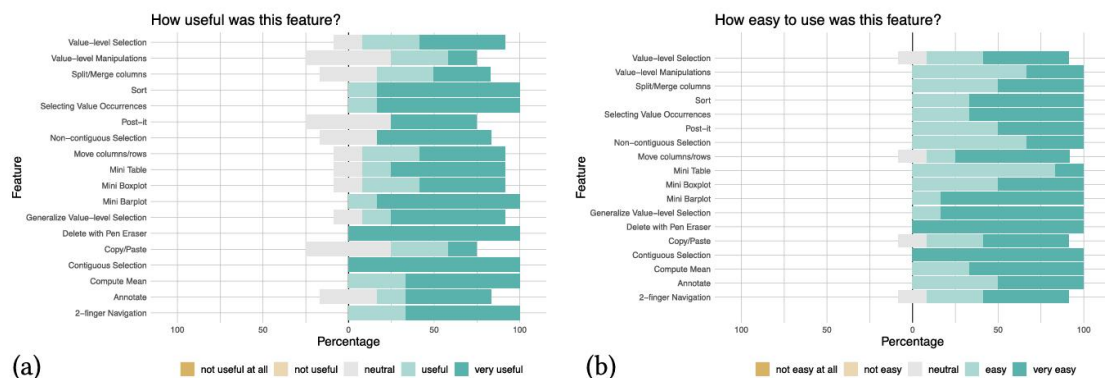 How useful was this feature?
Value-level Selection
Value-level Manipulations
Split/Merge columns
Sort
Selecting Value Occurrences
Post-it
Non-contiguous Selection
Move columns/rows
Mini Table
Mini Boxplot
Mini Barplot
Generalize Value-level Selection
Delete with Pen Eraser
Copy/Paste
Contiguous Selection
Compute Mean
Annotate
2-finger Navigation
Feature
100 50 0 50 100
Percentage
(a)
not useful at all not useful neutral useful very useful
How easy to use was this feature?
Value-level Selection
Value-level Manipulations
Split/Merge columns
Sort
Selecting Value Occurrences
Post-it
Non-contiguous Selection
Move columns/rows
Mini Table
Mini Boxplot
Mini Barplot
Generalize Value-level Selection
Delete with Pen Eraser
Copy/Paste
Contiguous Selection
Compute Mean
Annotate
2-finger Navigation
Feature
100 50 0 50 100
Percentage
(b)
not easy at all not easy neutral easy very easy